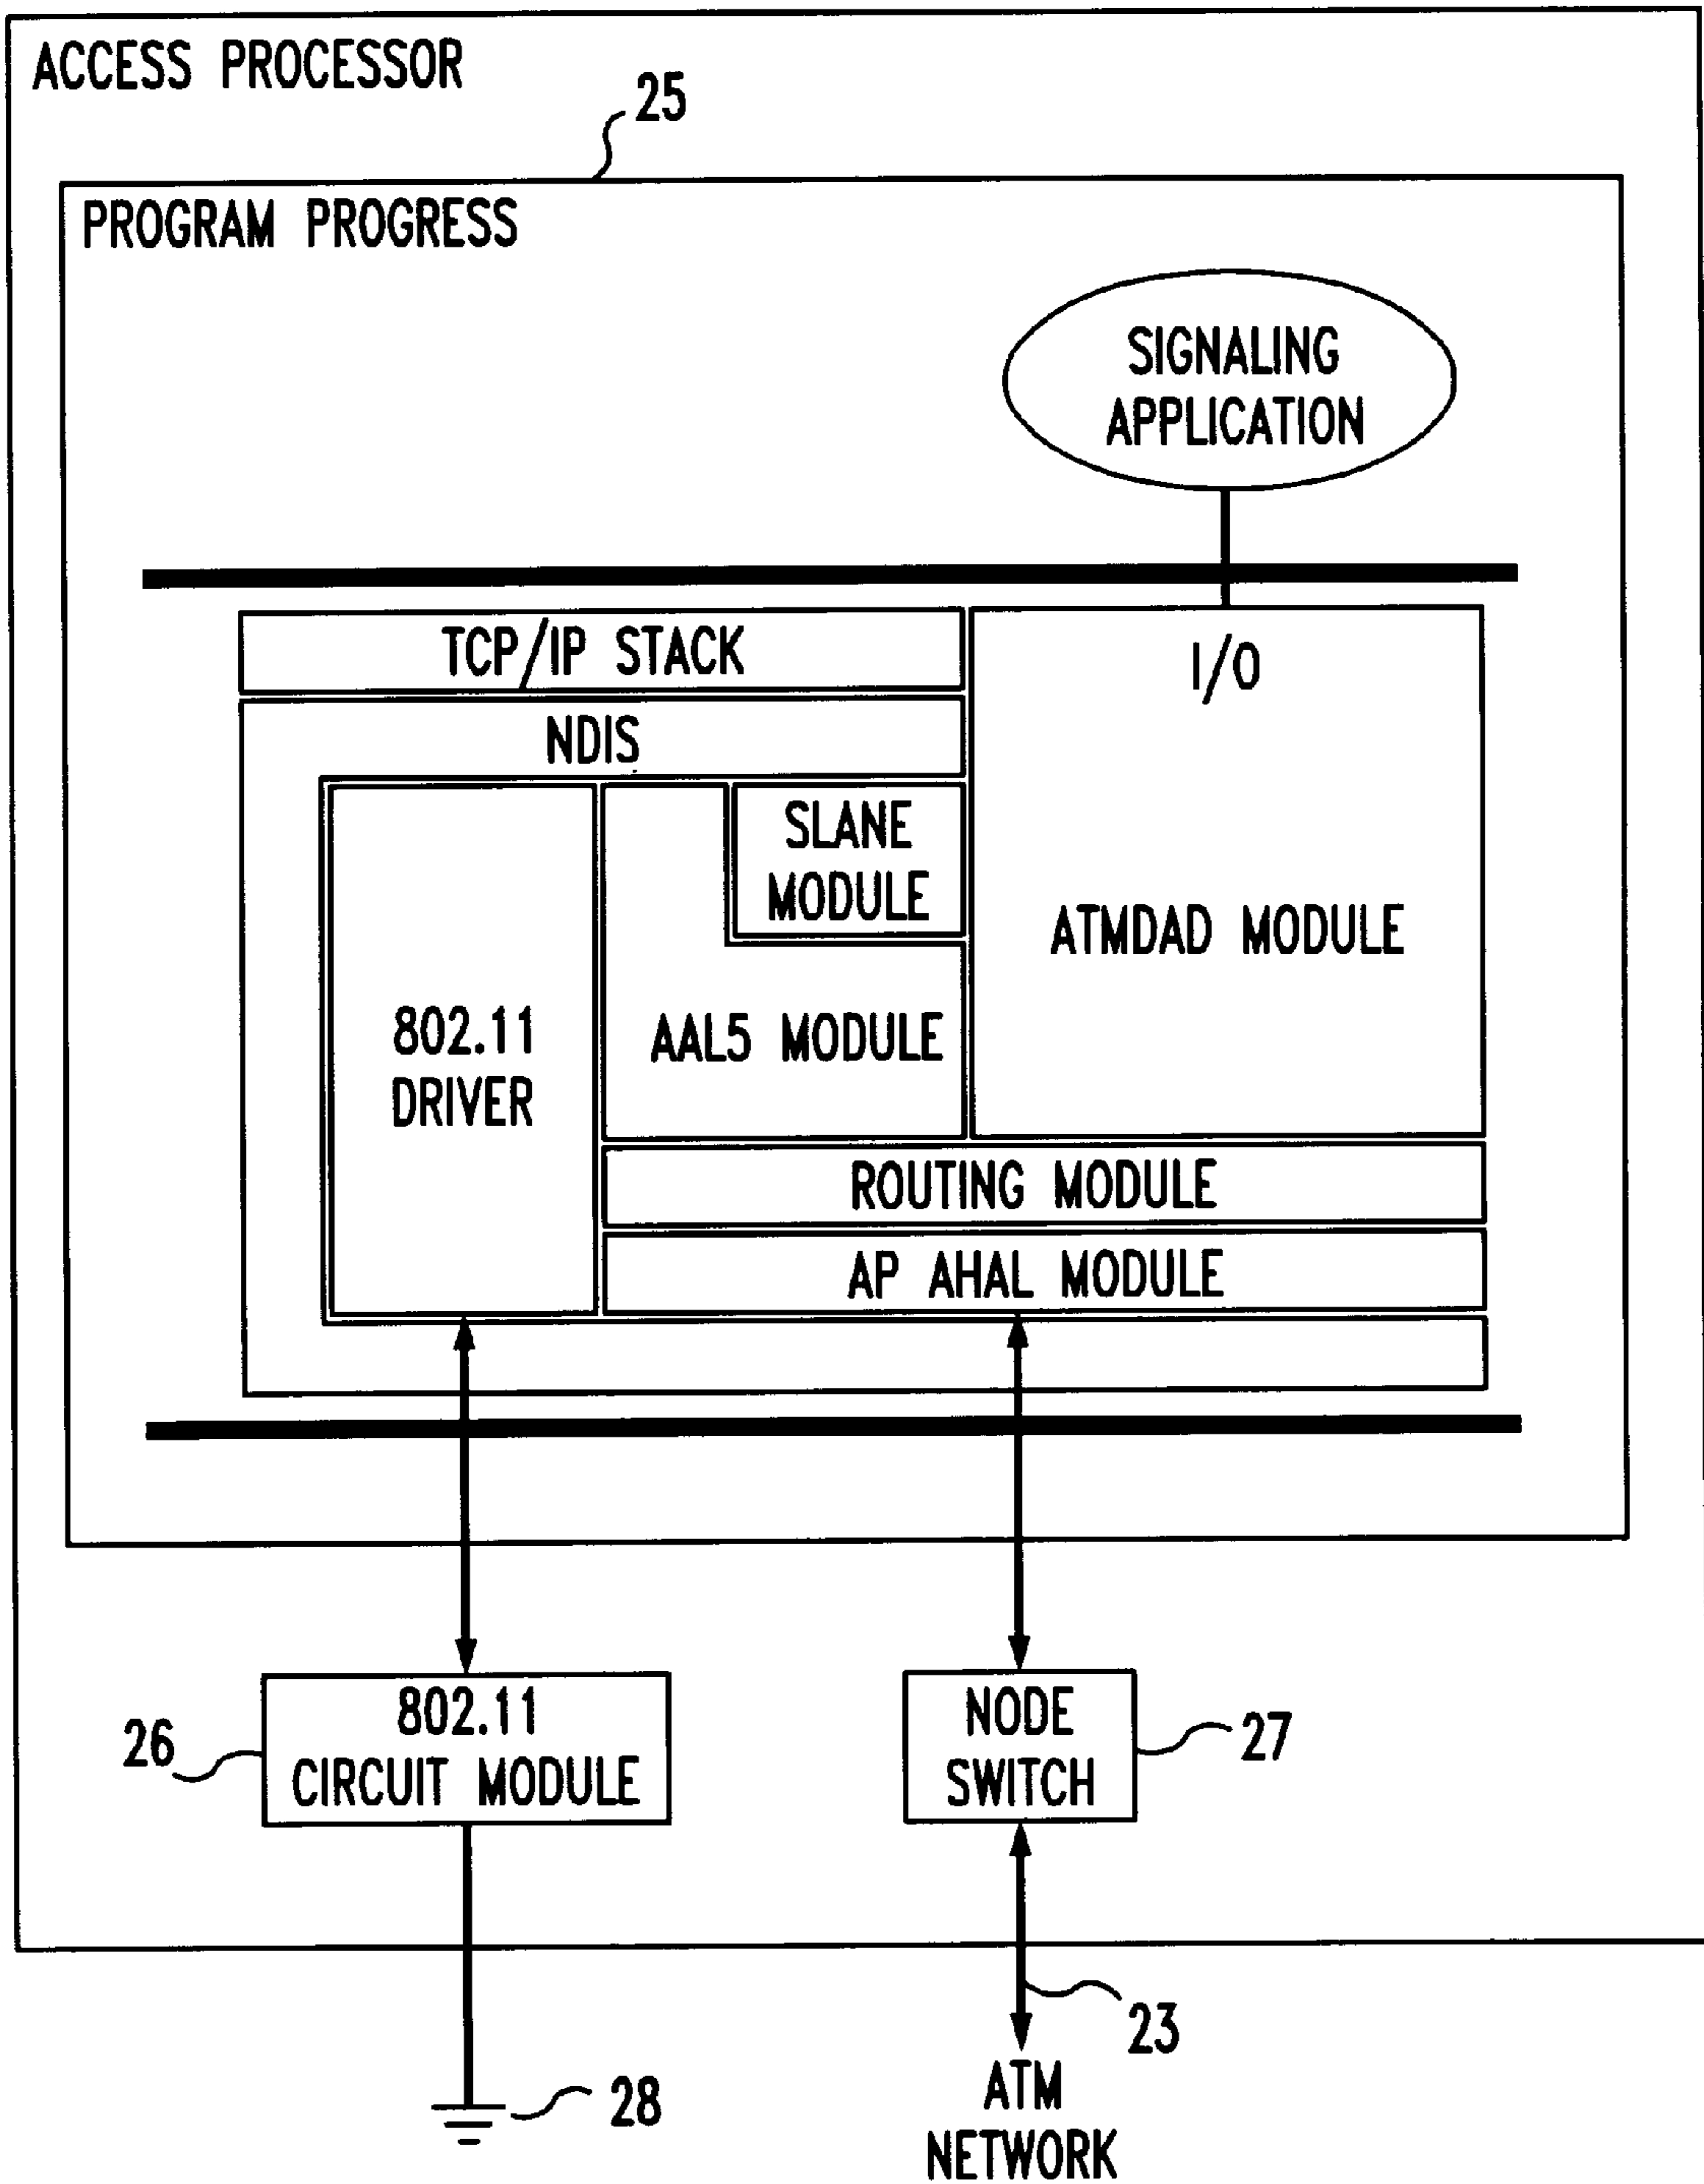 ACCESS PROCESSOR
25
PROGRAM PROGRESS
SIGNALING
APPLICATION
TCP/IP STACK
I/O
NDIS
SLANE
MODULE
ATMDAD MODULE
802.11
DRIVER
AAL5 MODULE
ROUTING MODULE
AP AHAL MODULE
26
802.11
CIRCUIT MODULE
NODE
SWITCH
27
23
28
ATM
NETWORK